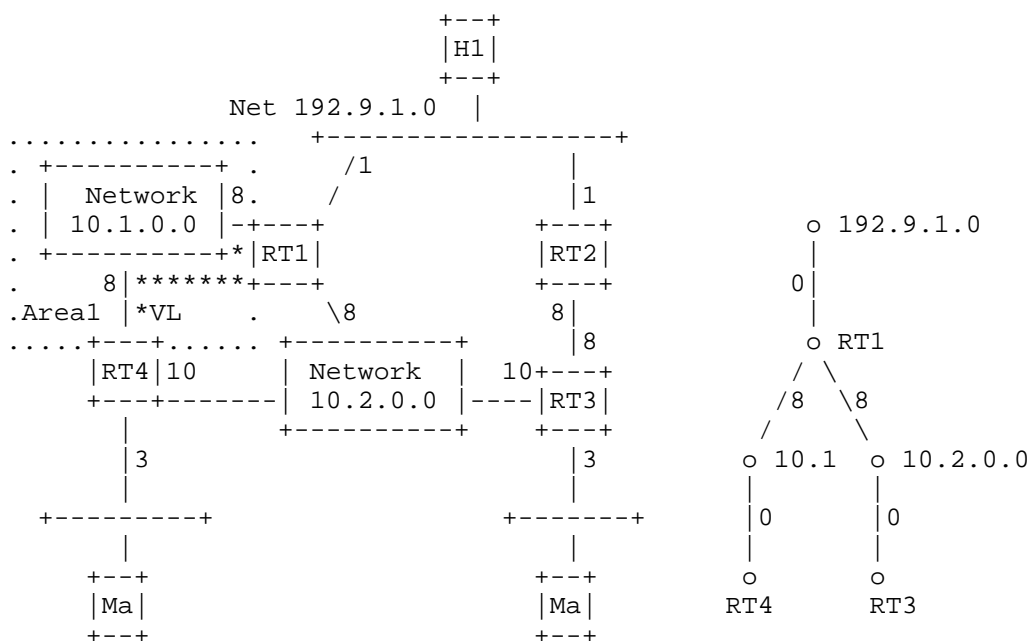 H1
Net 192.9.1.0
/1
Network 8 1
10.1.0.0 192.9.1.0
RT1 RT2
8 0
Area1 *VL \8 8
8 RT1
RT4 10 Network 10
10.2.0.0 RT3 8 8
3 3 10.1 10.2.0.0
0 0
Ma Ma RT4 RT3